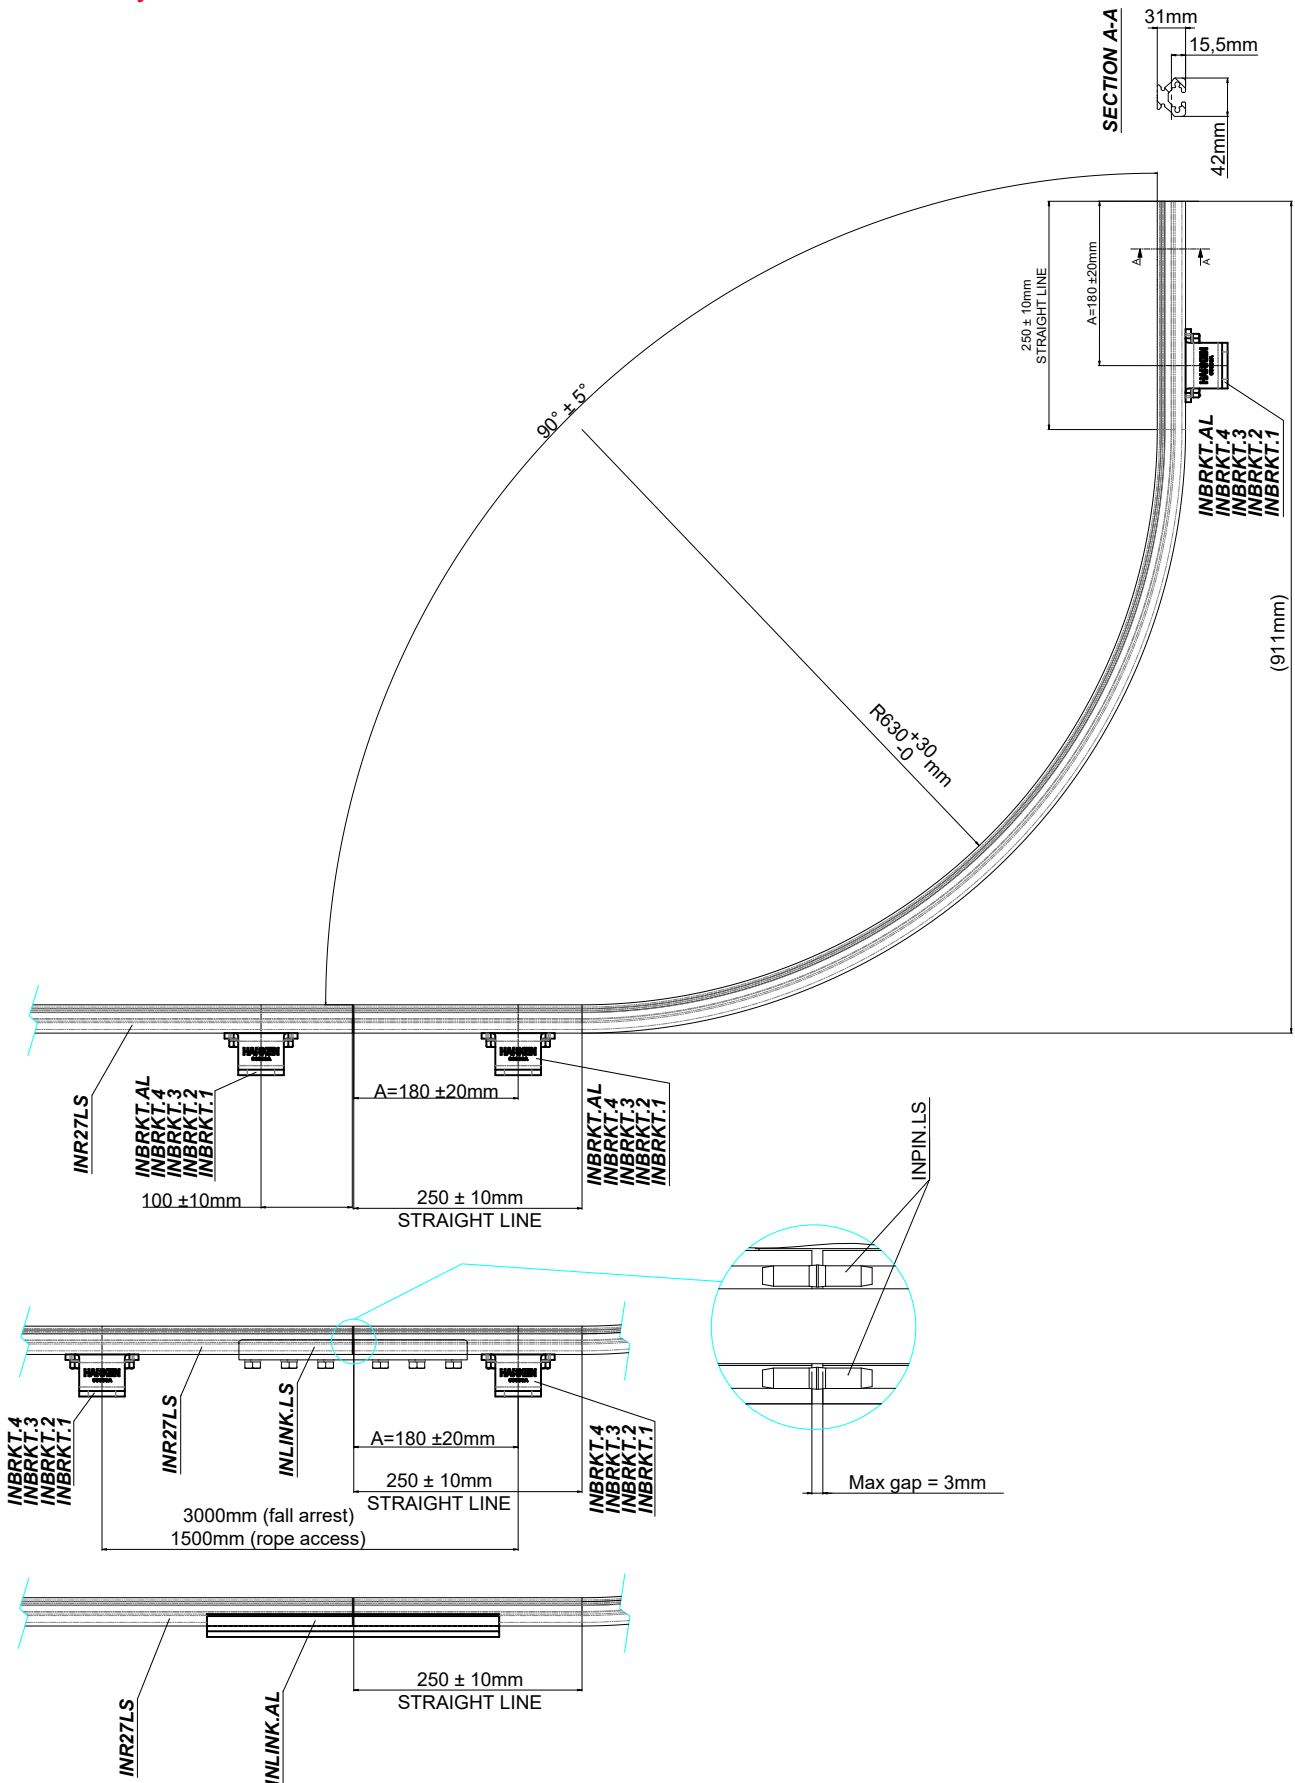 SECTION A-A
31mm
15,5mm
42mm
250 ± 10mm
STRAIGHT LINE
A=180 ±20mm
A
A
90° ± 5°
HARKEN
INBRKT.AL
INBRKT.4
INBRKT.3
INBRKT.2
INBRKT.1
(911mm)
R630 +30 -0 mm
HARKEN
HARKEN
INR27LS
INBRKT.AL
INBRKT.4
INBRKT.3
INBRKT.2
INBRKT.1
A=180 ±20mm
INBRKT.AL
INBRKT.4
INBRKT.3
INBRKT.2
INBRKT.1
100 ±10mm
250 ± 10mm
STRAIGHT LINE
INPIN.LS
HARKEN
HARKEN
INBRKT.4
INBRKT.3
INBRKT.2
INBRKT.1
INR27LS
INLINK.LS
A=180 ±20mm
INBRKT.4
INBRKT.3
INBRKT.2
INBRKT.1
250 ± 10mm
STRAIGHT LINE
Max gap = 3mm
3000mm (fall arrest)
1500mm (rope access)
250 ± 10mm
STRAIGHT LINE
INR27LS
INLINK.AL